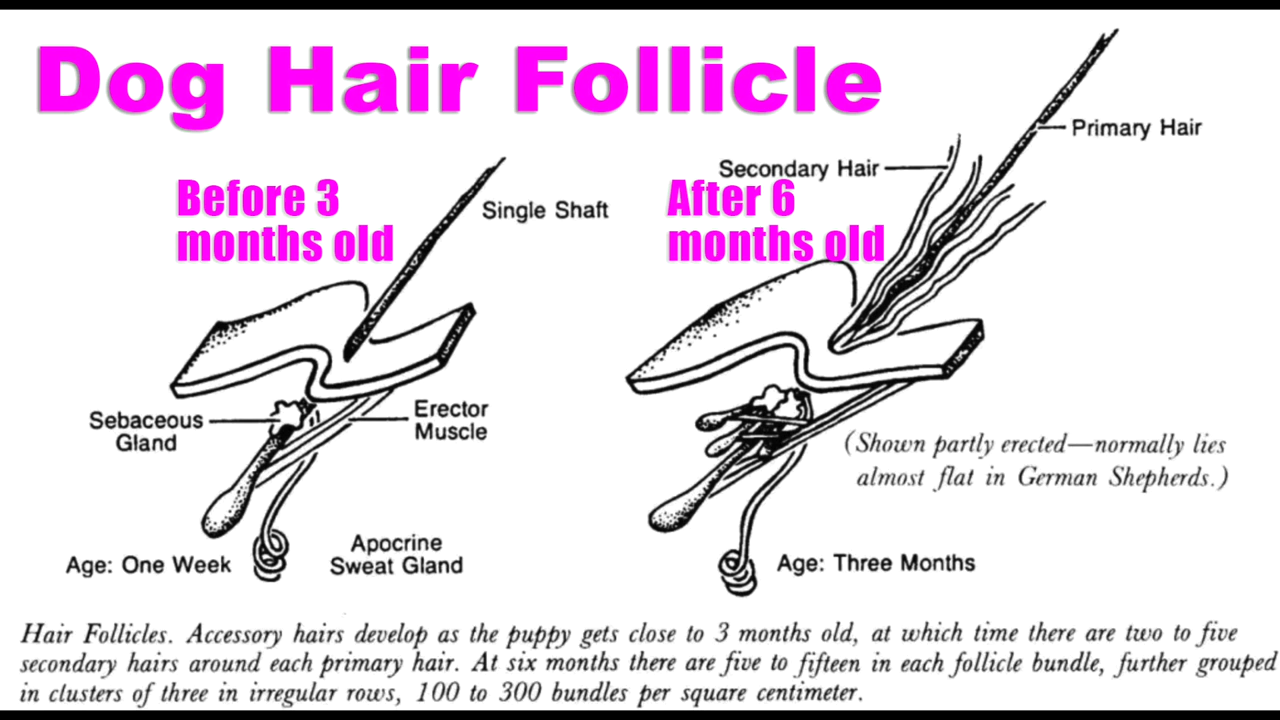 Dog Hair Follicle
Before 3
months old
Single Shaft
Sebaceous
Gland
Erector
Muscle
Age: One Week
Apocrine
Sweat Gland
After 6
months old
Secondary Hair
Primary Hair
(Shown partly erected—normally lies
almost flat in German Shepherds.)
Age: Three Months
Hair Follicles. Accessory hairs develop as the puppy gets close to 3 months old, at which time there are two to five
secondary hairs around each primary hair. At six months there are five to fifteen in each follicle bundle, further grouped
in clusters of three in irregular rows, 100 to 300 bundles per square centimeter.